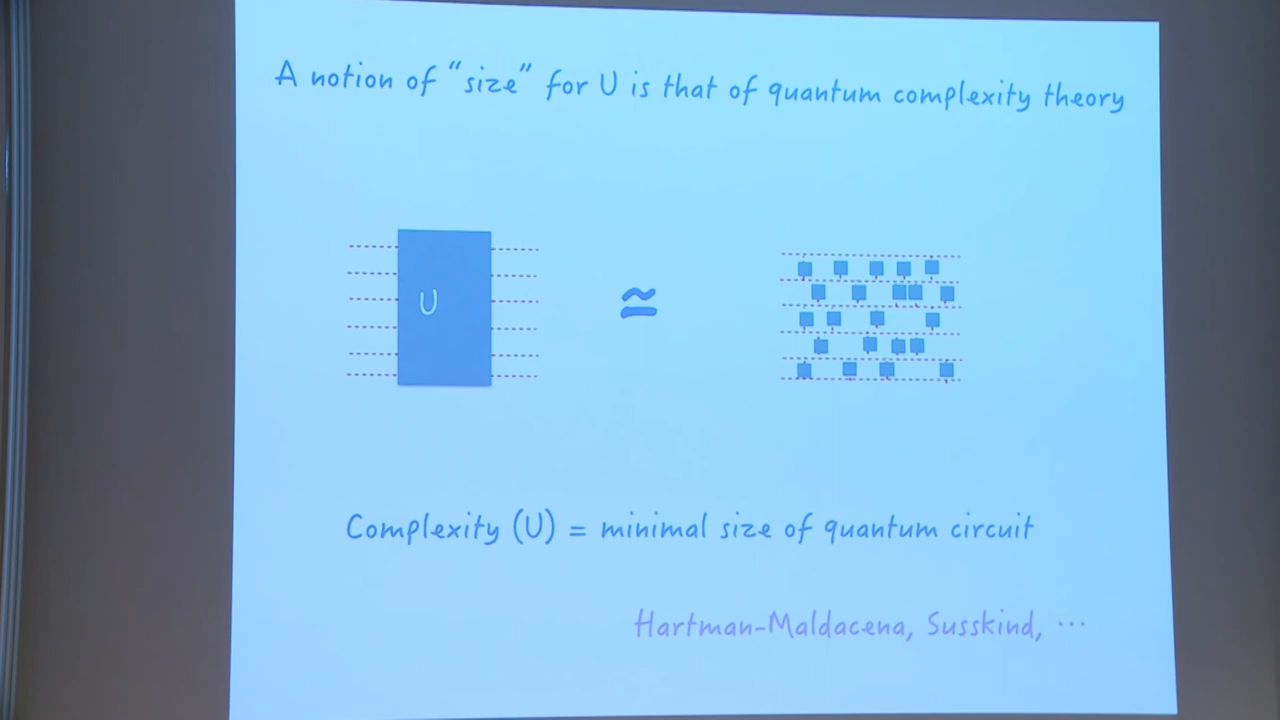 A notion of "size" for U is that of quantum complexity theory
U
≅
Complexity (U) = minimal size of quantum circuit
Hartman-Maldacena, Susskind, ...